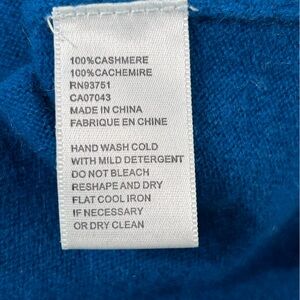 100%CASHMERE
100%CACHEMIRE
RN93751
CA07043
MADE IN CHINA
FABRIQUE EN CHINE
HAND WASH COLD
WITH MILD DETERGENT
DO NOT BLEACH
RESHAPE AND DRY
FLAT COOL IRON
IF NECESSARY
OR DRY CLEAN